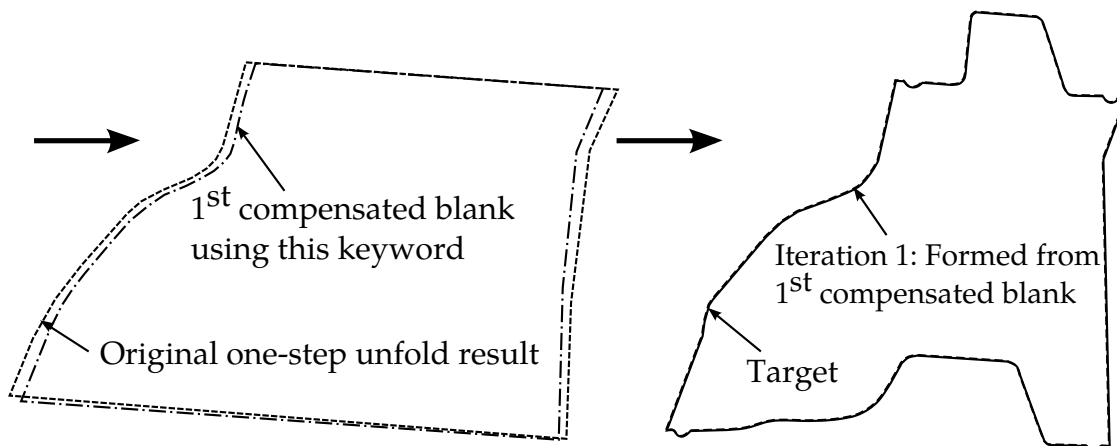 1st compensated blank
using this keyword
Original one-step unfold result
Iteration 1: Formed from
1st compensated blank
Target